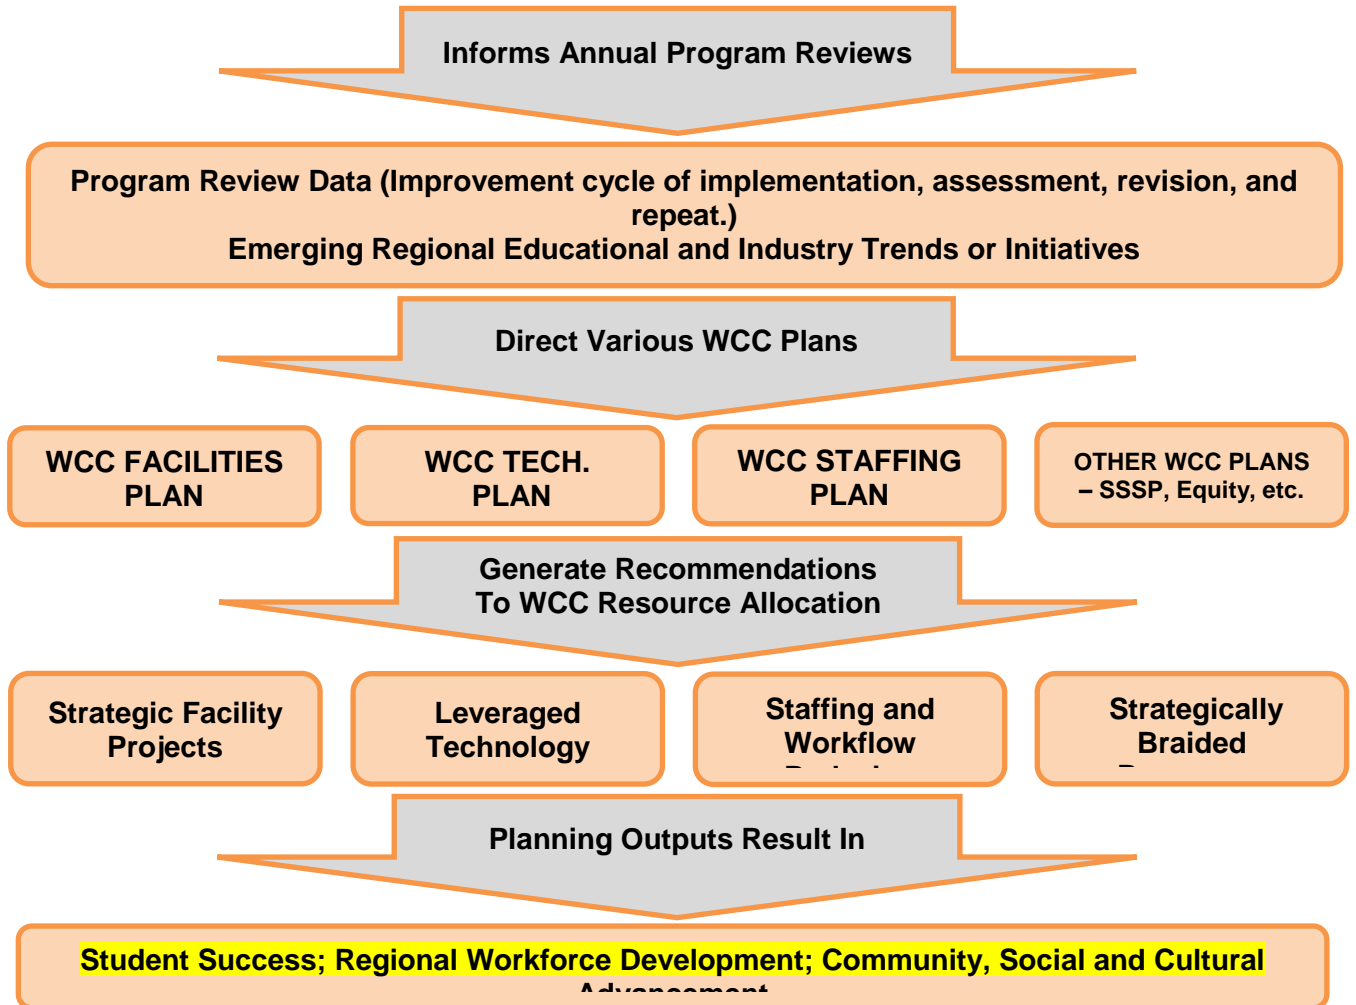 Informs Annual Program Reviews
Program Review Data (Improvement cycle of implementation, assessment, revision, and
repeat.)
Emerging Regional Educational and Industry Trends or Initiatives
Direct Various WCC Plans
WCC FACILITIES
PLAN
WCC TECH.
PLAN
WCC STAFFING
PLAN
OTHER WCC PLANS
– SSSP, Equity, etc.
Generate Recommendations
To WCC Resource Allocation
Strategic Facility
Projects
Leveraged
Technology
Staffing and
Workflow
Strategically
Braided
Planning Outputs Result In
Student Success; Regional Workforce Development; Community, Social and Cultural
Advancement